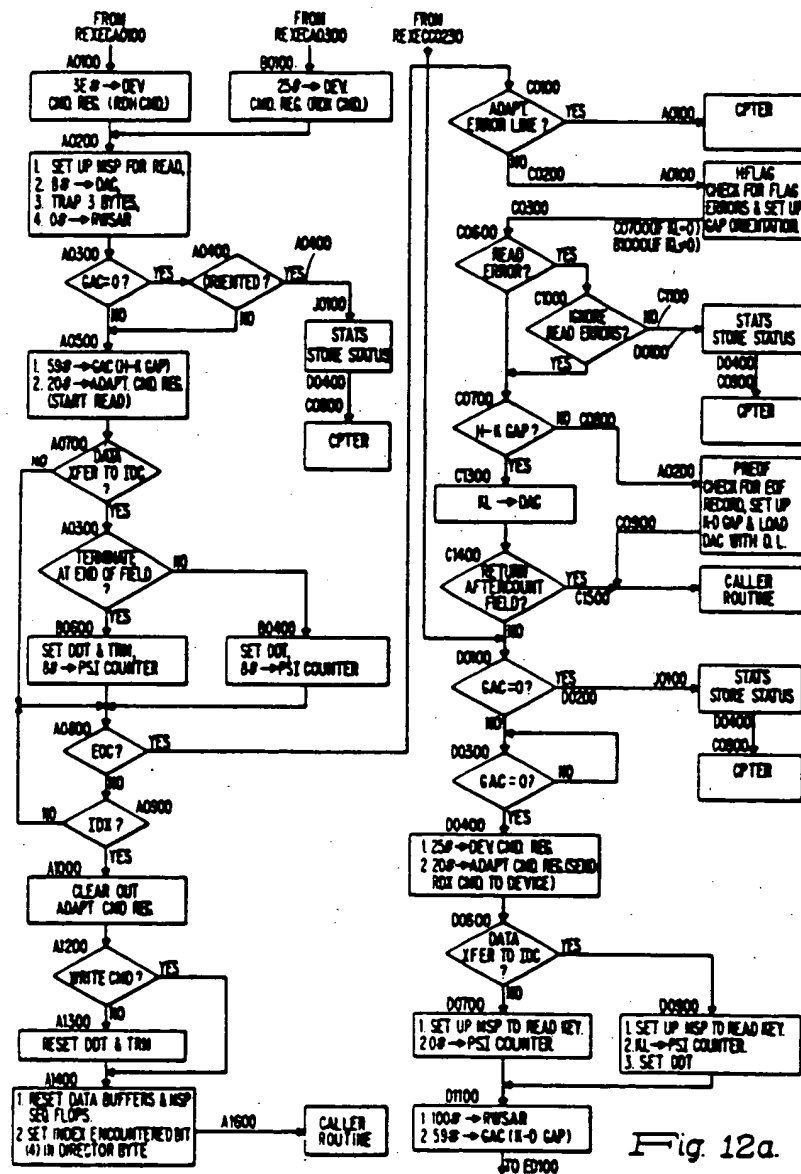 FROM
REXECA0100
A0100
3E# → DEV
CMD. REG. (RDH CMD.)
FROM
REXECA0300
B0100
25# → DEV.
CMD. REG. (RDX CMD.)
A0200
1. SET UP MSP FOR READ,
2. 8# → DAC,
3. TRAP 3 BYTES,
4. 0# → RWSAR
A0300
GAC=0?
YES
NO
A0400
ORIENTED?
YES
A0400
NO
J0100
STATS
STORE STATUS
D0400
C0800
CPTER
A0500
1. 59# → GAC (H-K GAP)
2. 20# → ADAPT. CMD REG.
(START READ)
A0700
DATA
XFER TO IDC
?
NO
YES
A0300
TERMINATE
AT END OF FIELD
?
NO
YES
B0600
SET DOT & TRM,
8# → PSI COUNTER
B0400
SET DOT,
8# → PSI COUNTER
A0800
EOC?
YES
NO
A0900
IDX?
NO
YES
A1000
CLEAR OUT
ADAPT CMD REG.
A1200
WRITE CMD?
YES
NO
A1300
RESET DOT & TRM
A1400
1. RESET DATA BUFFERS & MSP
SEQ. FLOPS.
2. SET INDEX ENCOUNTERED BIT
(4) IN DIRECTOR BYTE
A1600
CALLER
ROUTINE
FROM
REXECC0230
C0100
ADAPT
ERROR LINE?
YES
A0100
CPTER
NO
C0200
A0100
HFLAG
CHECK FOR FLAG
ERRORS & SET UP
GAP ORIENTATION.
C0300
C0700(IF KL=0)
B1000(IF KL≠0)
C0600
READ
ERROR?
YES
NO
C1000
IGNORE
READ ERRORS?
NO
C1100
D0100
YES
STATS
STORE STATUS
D0400
C0800
CPTER
C0700
H-K GAP?
NO
C0800
YES
A0200
PREOF
CHECK FOR EOF
RECORD, SET UP
K-D GAP & LOAD
DAC WITH D.L.
C0900
C1300
KL → DAC
C1400
RETURN
AFTERCOUNT
FIELD?
YES
C1500
NO
CALLER
ROUTINE
D0100
GAC=0?
YES
D0200
J0100
STATS
STORE STATUS
D0400
C0800
CPTER
NO
D0300
GAC=0?
NO
YES
D0400
1. 25# → DEV. CMD. REG.
2. 20# → ADAPT CMD REG.(SEND
RDX CMD TO DEVICE)
D0600
DATA
XFER TO IDC
?
YES
NO
D0700
1. SET UP MSP TO READ KEY.
2. 0# → PSI COUNTER
D0900
1. SET UP MSP TO READ KEY.
2. KL → PSI COUNTER.
3. SET DOT
D1100
1. 100# → RWSAR
2. 59# → GAC (K-D GAP)
TO ED100
Fig. 12a.